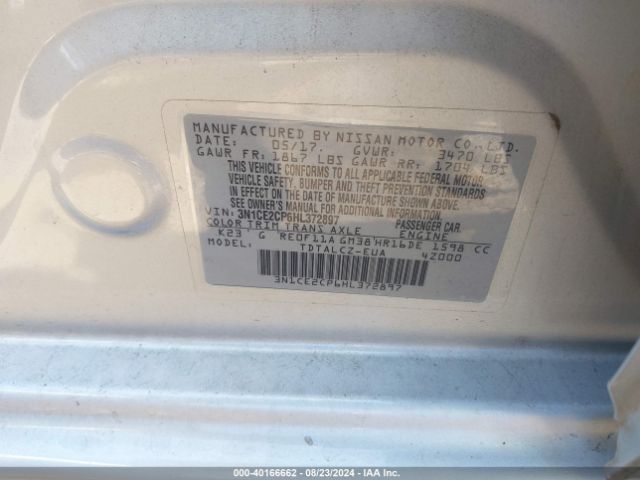 MANUFACTURED BY NISSAN MOTOR CO., LTD.
DATE: 05/17. GVWR: 3470 LBS
GAWR FR: 1867 LBS GAWR RR: 1704 LBS
THIS VEHICLE CONFORMS TO ALL APPLICABLE FEDERAL MOTOR
VEHICLE SAFETY, BUMPER AND THEFT PREVENTION STANDARDS
IN EFFECT ON THE DATE OF MANUFACTURE SHOWN ABOVE.
SEE OWNER'S MANUAL FOR ADDITIONAL INFORMATION.
VIN: 3N1CE2CP6HL372897 PASSENGER CAR.
COLOR TRIM TRANS AXLE ENGINE
K23 G RE0F11A GM38 HR16DE 1598 CC
MODEL: TDTALCZ-EUA 4Z000
3N1CE2CP6HL372897
000-40166662 / 08/23/2024 - IAA Inc.